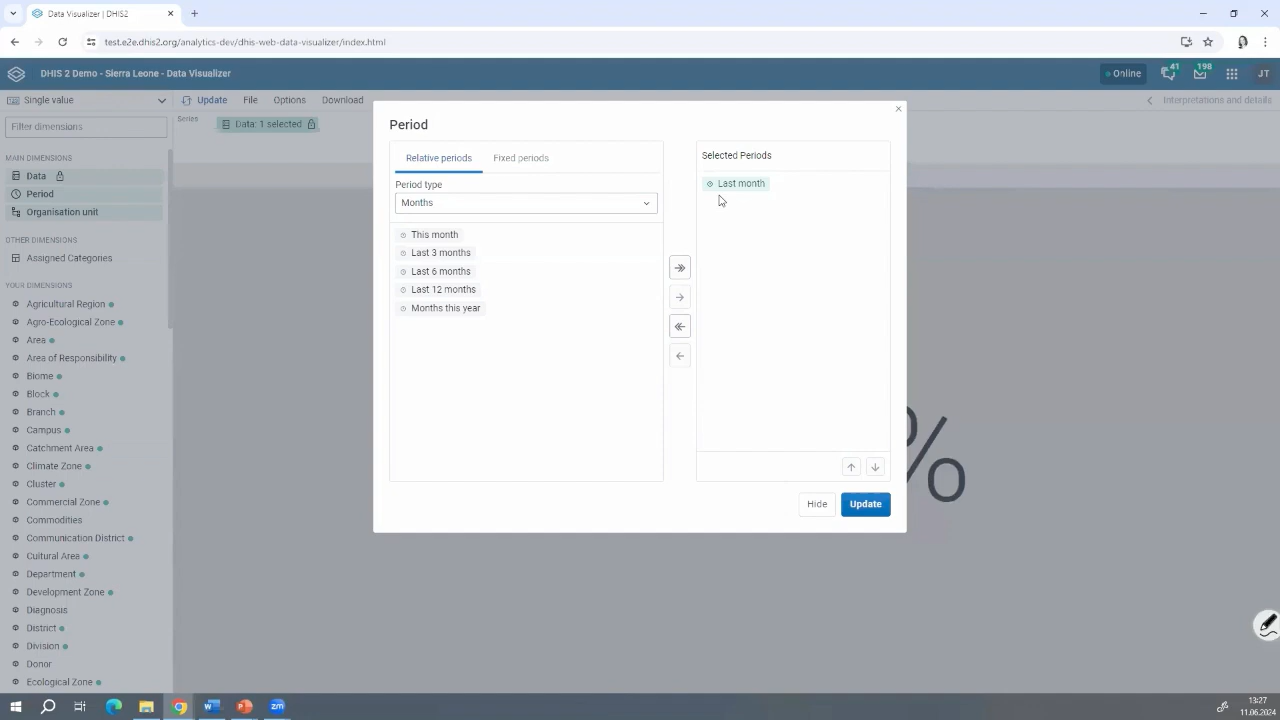 Data Visualizer | DHIS2
test.e2e.dhis2.org/analytics-dev/dhis-web-data-visualizer/index.html
DHIS 2 Demo - Sierra Leone - Data Visualizer
Online
41
198
JT
Single value
Update
File
Options
Download
Interpretations and details
Filter dimensions
Series
Data: 1 selected
MAIN DIMENSIONS
Data
Period
Organisation unit
OTHER DIMENSIONS
Assigned Categories
YOUR DIMENSIONS
Agricultural Region
Agro-Ecological Zone
Area
Area of Responsibility
Biome
Block
Branch
Campus
Catchment Area
Climate Zone
Cluster
Commercial Zone
Commodities
Communication District
Cultural Area
Department
Development Zone
Diagnosis
District
Division
Donor
Ecological Zone
Period
Relative periods
Fixed periods
Period type
Months
This month
Last 3 months
Last 6 months
Last 12 months
Months this year
Selected Periods
Last month
Hide
Update
%
13:27
11.06.2024